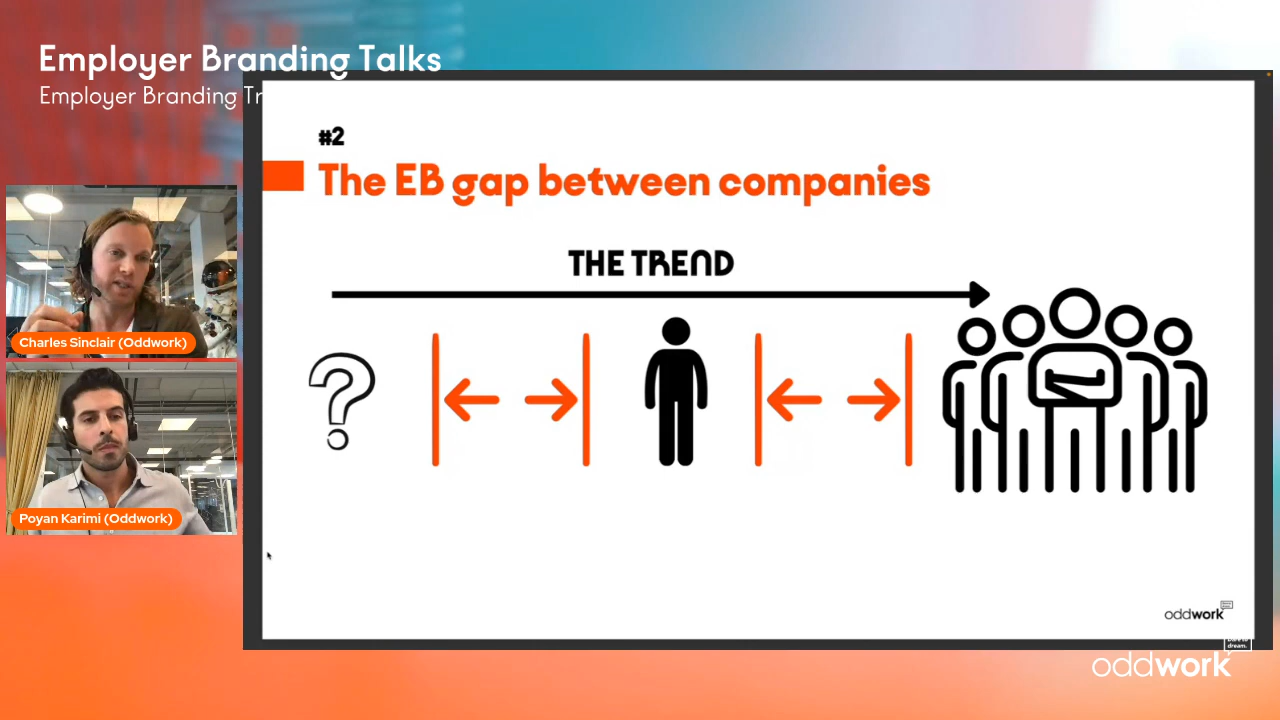 Employer Branding Talks
Employer Branding Tr
#2
The EB gap between companies
THE TREND
?
Charles Sinclair (Oddwork)
Poyan Karimi (Oddwork)
oddwork
dream.
oddwork